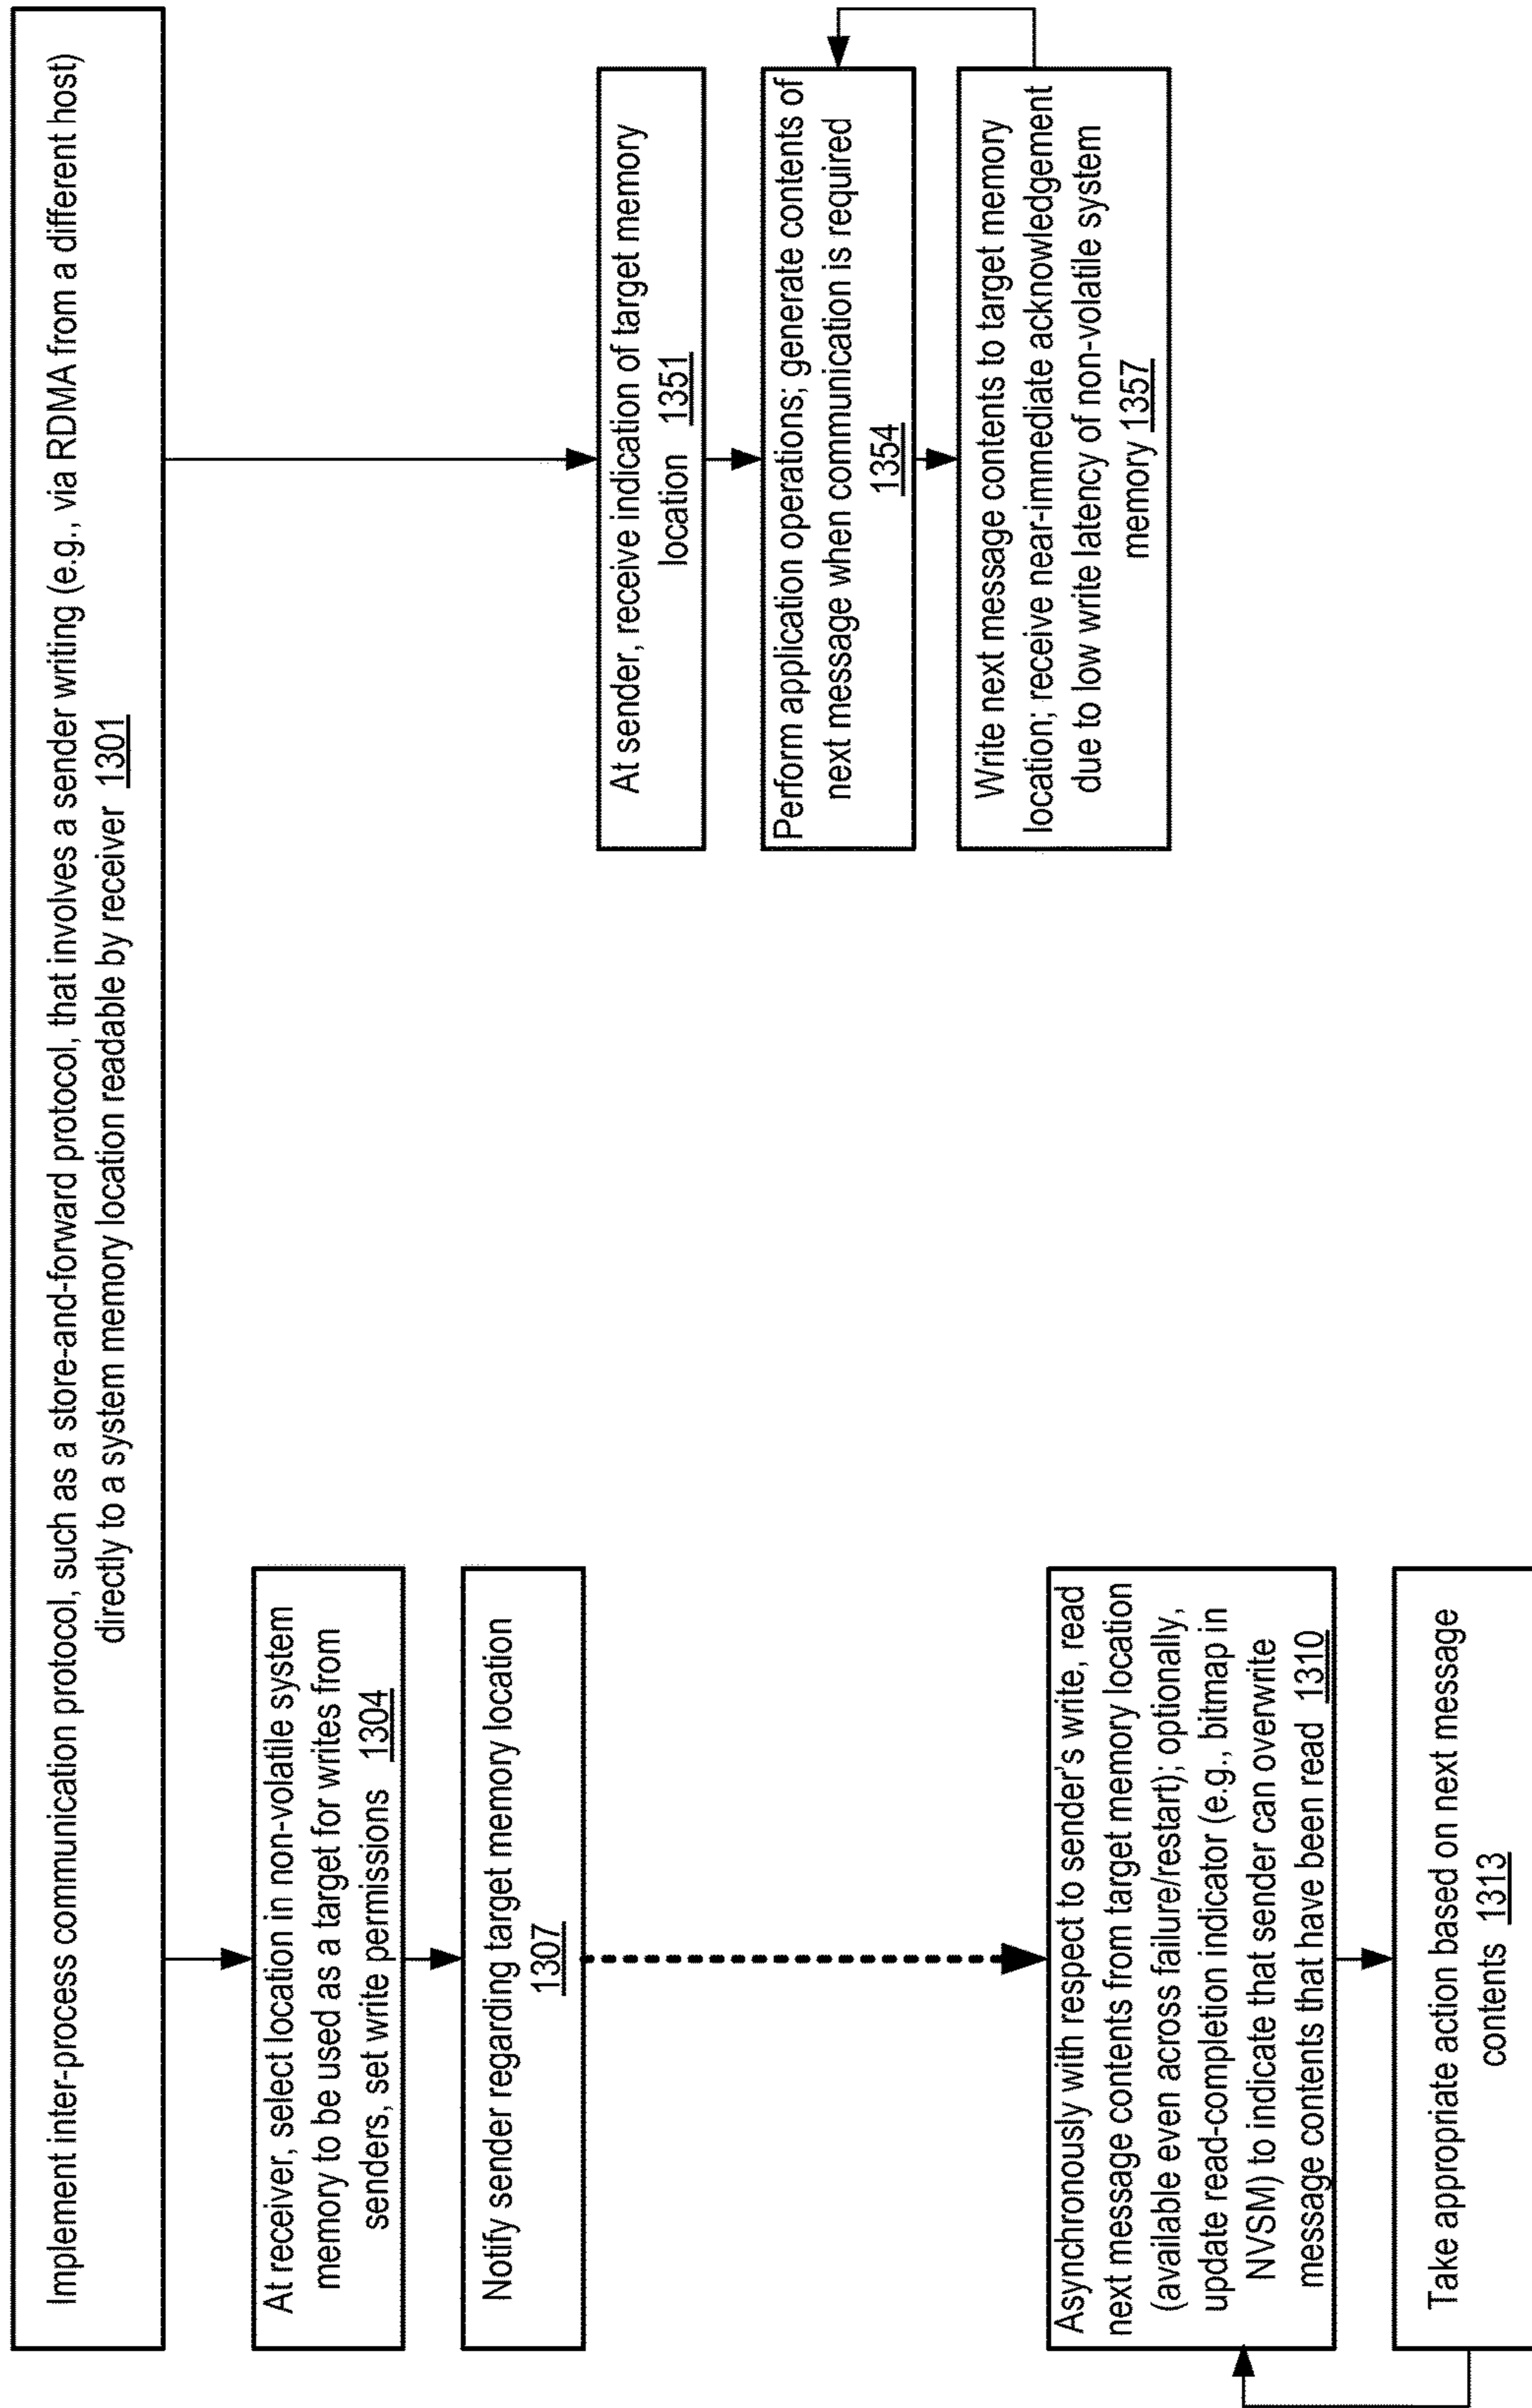 Implement inter-process communication protocol, such as a store-and-forward protocol, that involves a sender writing (e.g., via RDMA from a different host)
directly to a system memory location readable by receiver 1301
At receiver, select location in non-volatile system
memory to be used as a target for writes from
senders, set write permissions 1304
Notify sender regarding target memory location
1307
Asynchronously with respect to sender's write, read
next message contents from target memory location
(available even across failure/restart); optionally,
update read-completion indicator (e.g., bitmap in
NVSM) to indicate that sender can overwrite
message contents that have been read 1310
Take appropriate action based on next message
contents 1313
At sender, receive indication of target memory
location 1351
Perform application operations; generate contents of
next message when communication is required
1354
Write next message contents to target memory
location; receive near-immediate acknowledgement
due to low write latency of non-volatile system
memory 1357